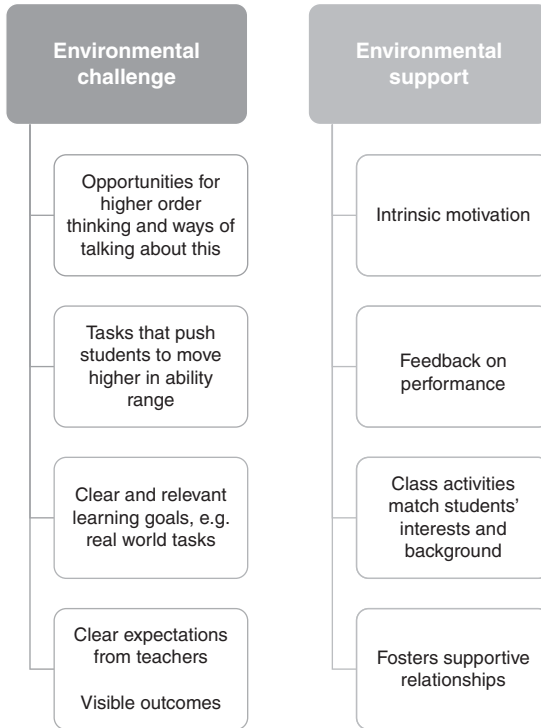 Environmental
challenge
Opportunities for
higher order
thinking and ways of
talking about this
Tasks that push
students to move
higher in ability
range
Clear and relevant
learning goals, e.g.
real world tasks
Clear expectations
from teachers
Visible outcomes
Environmental
support
Intrinsic motivation
Feedback on
performance
Class activities
match students’
interests and
background
Fosters supportive
relationships